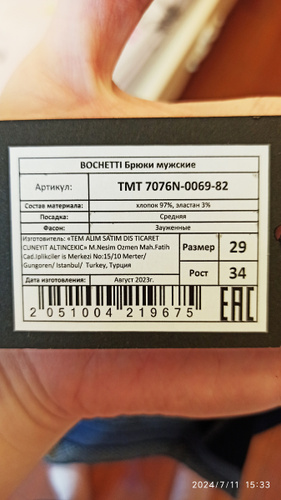 BOCHETTI Брюки мужские
Артикул: ТМТ 7076N-0069-82
Состав материала: хлопок 97%, эластан 3%
Посадка: Средняя
Фасон: Зауженные
Изготовитель: «TEM ALIM SATIM DIS TICARET
CUNEYIT ALTINCEKIC» M.Nesim Ozmen Mah.Fatih
Cad.Iplikciler is Merkezi No:15/10 Merter/
Gungoren/ Istanbul/ Turkey, Турция
Размер 29
Рост 34
Дата изготовления: Август 2023г.
2 051004 219675
EAC
2024/7/11 15:33